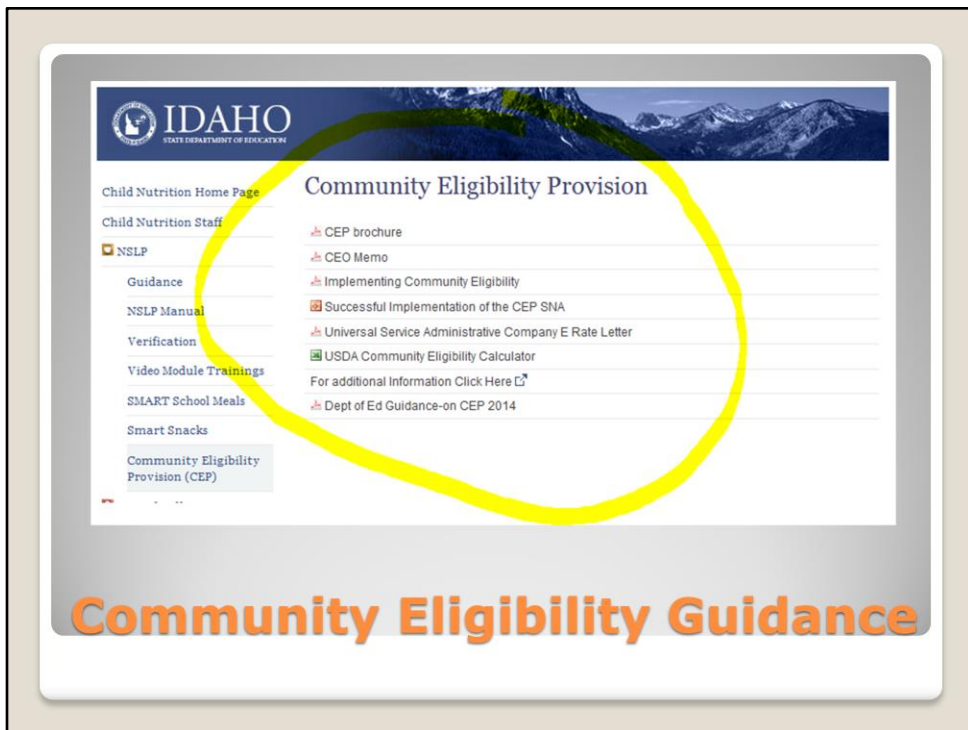 IDAHO
STATE DEPARTMENT OF EDUCATION
Child Nutrition Home Page
Child Nutrition Staff
NSLP
Guidance
NSLP Manual
Verification
Video Module Trainings
SMART School Meals
Smart Snacks
Community Eligibility
Provision (CEP)
Community Eligibility Provision
CEP brochure
CEO Memo
Implementing Community Eligibility
Successful Implementation of the CEP SNA
Universal Service Administrative Company E Rate Letter
USDA Community Eligibility Calculator
For additional Information Click Here
Dept of Ed Guidance-on CEP 2014
Community Eligibility Guidance